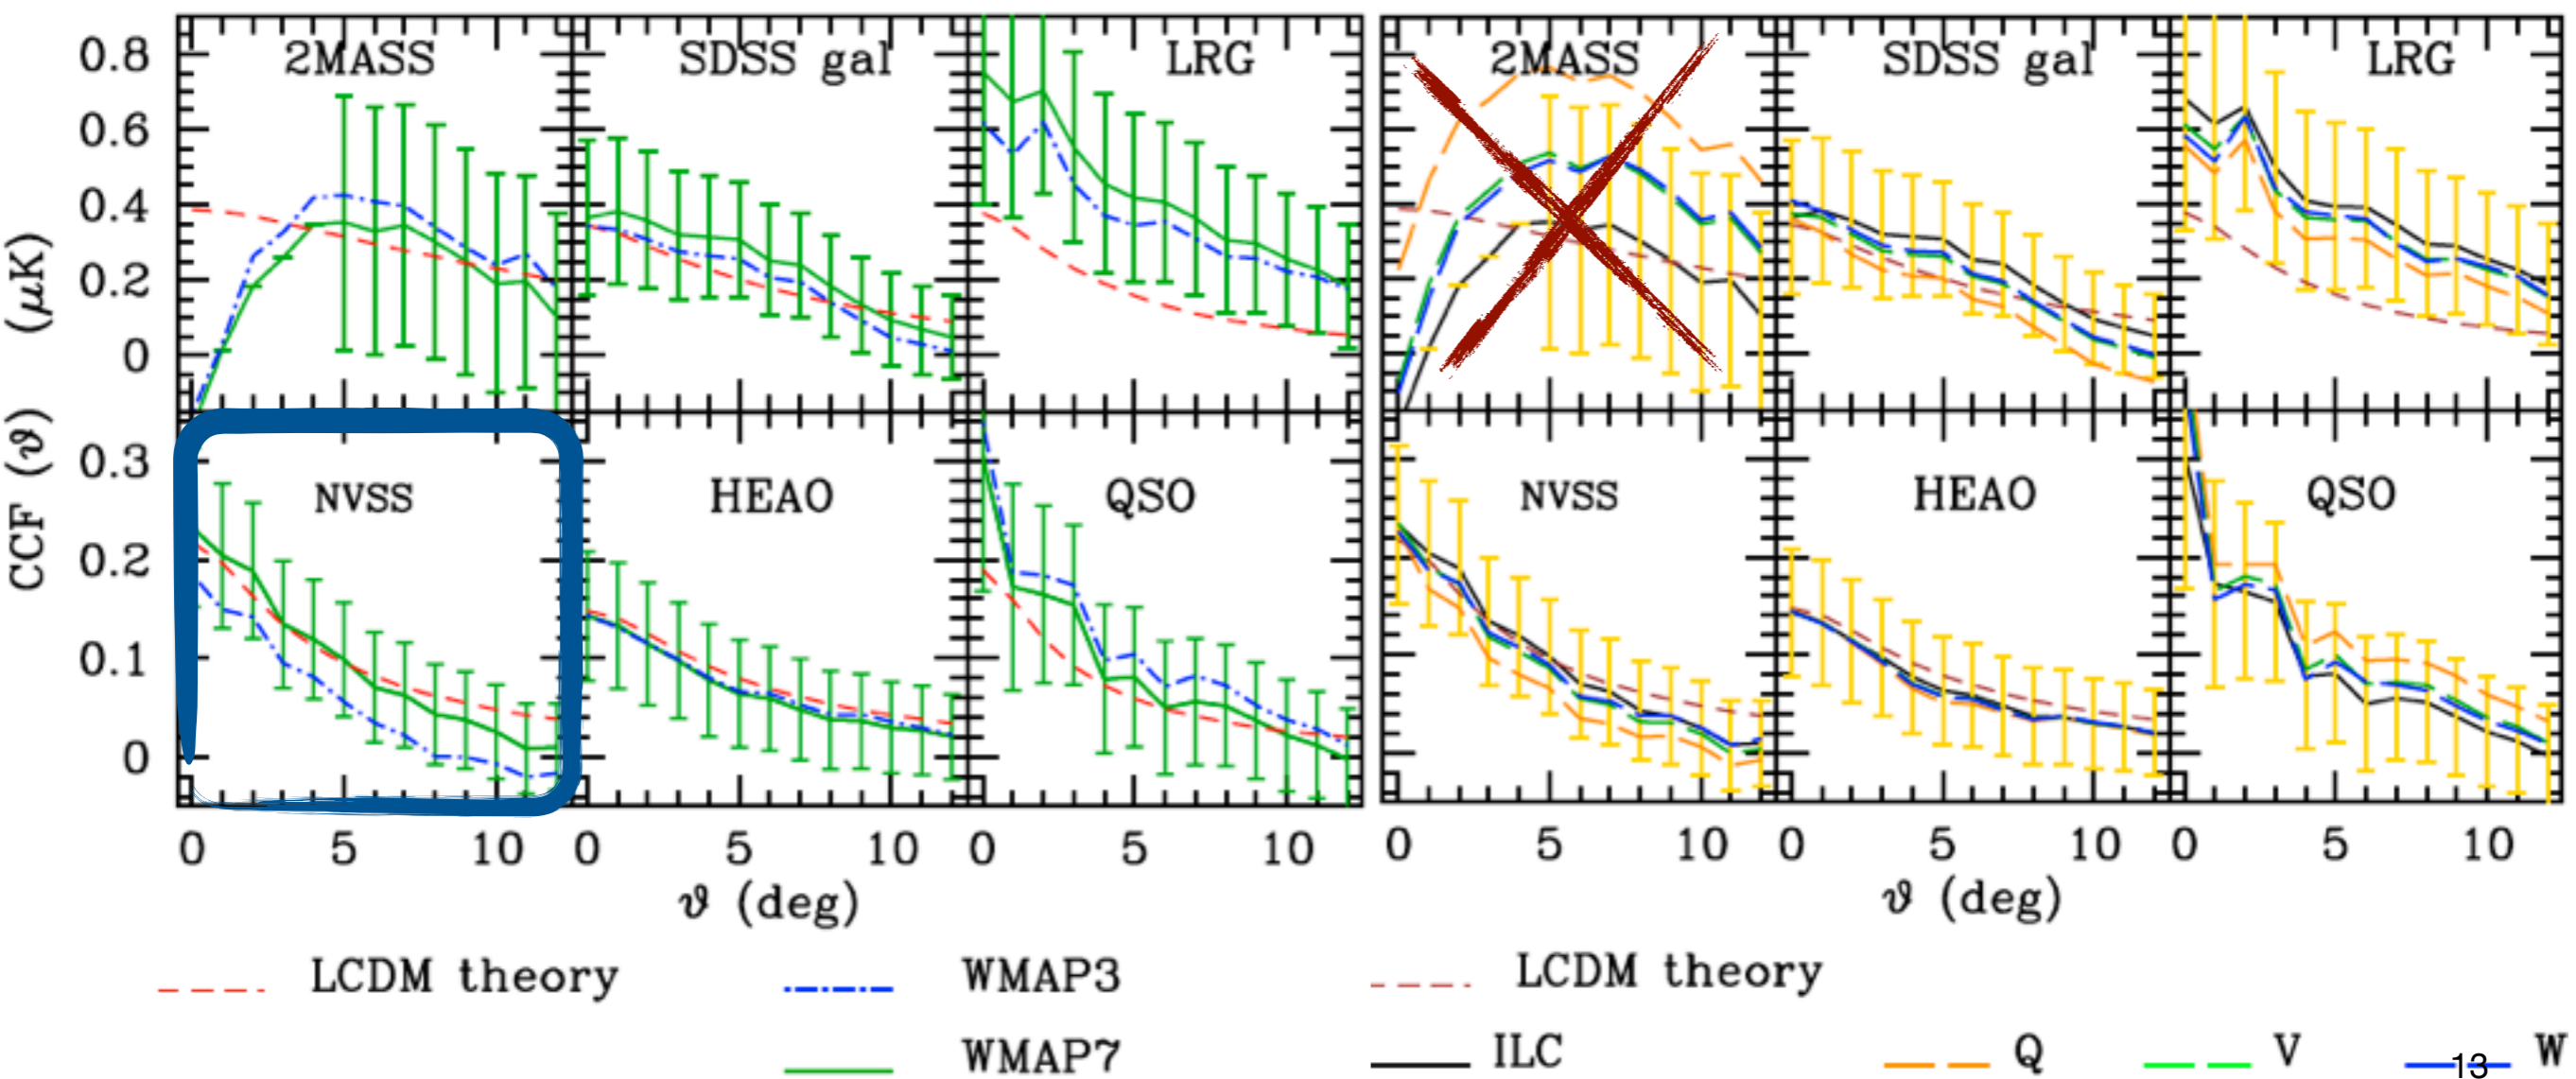 2MASS SDSS gal LRG 2MASS SDSS gal LRG
0.8
0.6
0.4
0.2
0
CCF (ϑ) (μK)
NVSS HEAO QSO NVSS HEAO QSO
0.3
0.2
0.1
0
0 5 10 0 5 10 0 5 10 0 5 10 0 5 10 0 5 10
ϑ (deg) ϑ (deg)
LCDM theory WMAP3 LCDM theory
WMAP7 ILC Q V W
13